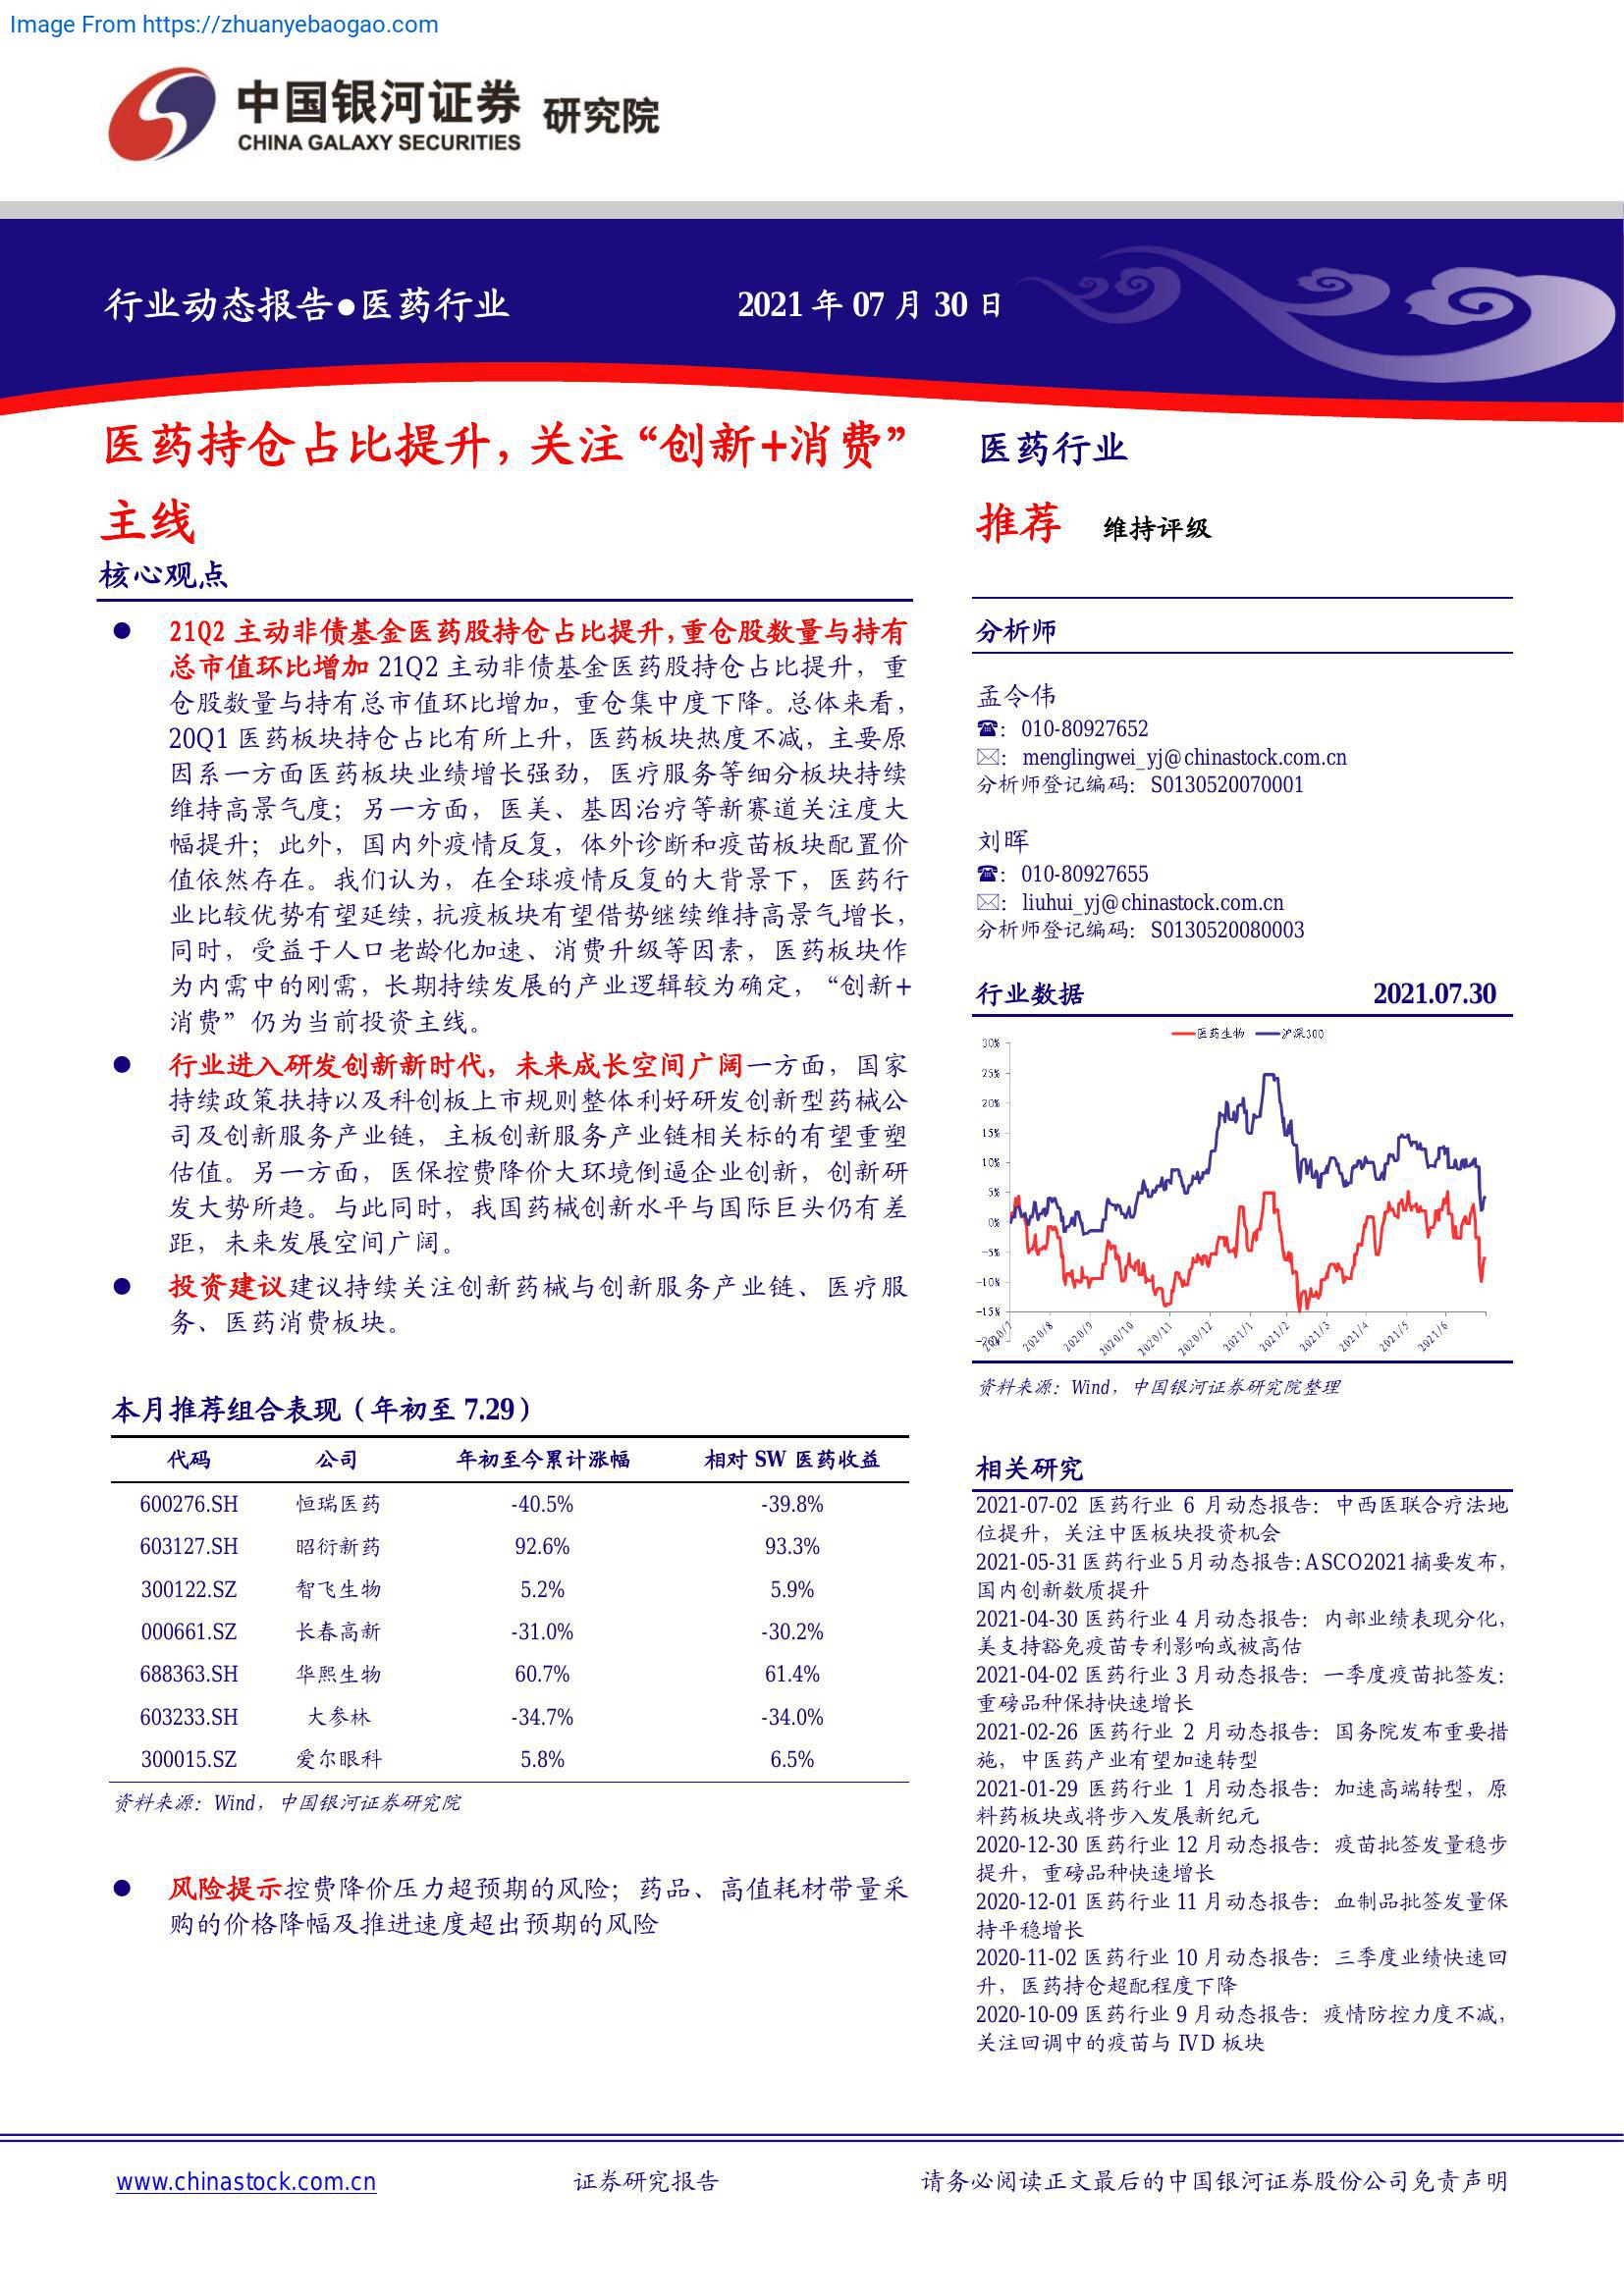 Image From https://zhuanyebaogao.com
中国银河证券 研究院
CHINA GALAXY SECURITIES
行业动态报告●医药行业
2021 年 07 月 30 日
医药持仓占比提升，关注“创新+消费”
主线
核心观点
● 21Q2 主动非债基金医药股持仓占比提升，重仓股数量与持有
总市值环比增加 21Q2 主动非债基金医药股持仓占比提升，重
仓股数量与持有总市值环比增加，重仓集中度下降。总体来看，
20Q1 医药板块持仓占比有所上升，医药板块热度不减，主要原
因系一方面医药板块业绩增长强劲，医疗服务等细分板块持续
维持高景气度；另一方面，医美、基因治疗等新赛道关注度大
幅提升；此外，国内外疫情反复，体外诊断和疫苗板块配置价
值依然存在。我们认为，在全球疫情反复的大背景下，医药行
业比较优势有望延续，抗疫板块有望借势继续维持高景气增长，
同时，受益于人口老龄化加速、消费升级等因素，医药板块作
为内需中的刚需，长期持续发展的产业逻辑较为确定，“创新+
消费”仍为当前投资主线。
● 行业进入研发创新新时代，未来成长空间广阔一方面，国家
持续政策扶持以及科创板上市规则整体利好研发创新型药械公
司及创新服务产业链，主板创新服务产业链相关标的有望重塑
估值。另一方面，医保控费降价大环境倒逼企业创新，创新研
发大势所趋。与此同时，我国药械创新水平与国际巨头仍有差
距，未来发展空间广阔。
● 投资建议建议持续关注创新药械与创新服务产业链、医疗服
务、医药消费板块。
本月推荐组合表现（年初至 7.29）
代码 公司 年初至今累计涨幅 相对 SW 医药收益
600276.SH 恒瑞医药 -40.5% -39.8%
603127.SH 昭衍新药 92.6% 93.3%
300122.SZ 智飞生物 5.2% 5.9%
000661.SZ 长春高新 -31.0% -30.2%
688363.SH 华熙生物 60.7% 61.4%
603233.SH 大参林 -34.7% -34.0%
300015.SZ 爱尔眼科 5.8% 6.5%
资料来源：Wind，中国银河证券研究院
● 风险提示控费降价压力超预期的风险；药品、高值耗材带量采
购的价格降幅及推进速度超出预期的风险
医药行业
推荐 维持评级
分析师
孟令伟
☎：010-80927652
✉：menglingwei_yj@chinastock.com.cn
分析师登记编码：S0130520070001
刘晖
☎：010-80927655
✉：liuhui_yj@chinastock.com.cn
分析师登记编码：S0130520080003
行业数据 2021.07.30
医药生物 沪深300
30%
25%
20%
15%
10%
5%
0%
-5%
-10%
-15%
-20%
2020/7 2020/8 2020/9 2020/10 2020/11 2020/12 2021/1 2021/2 2021/3 2021/4 2021/5 2021/6
资料来源：Wind，中国银河证券研究院整理
相关研究
2021-07-02 医药行业 6 月动态报告：中西医联合疗法地
位提升，关注中医板块投资机会
2021-05-31 医药行业 5 月动态报告：ASCO2021 摘要发布，
国内创新数质提升
2021-04-30 医药行业 4 月动态报告：内部业绩表现分化，
美支持豁免疫苗专利影响或被高估
2021-04-02 医药行业 3 月动态报告：一季度疫苗批签发：
重磅品种保持快速增长
2021-02-26 医药行业 2 月动态报告：国务院发布重要措
施，中医药产业有望加速转型
2021-01-29 医药行业 1 月动态报告：加速高端转型，原
料药板块或将步入发展新纪元
2020-12-30 医药行业 12 月动态报告：疫苗批签发量稳步
提升，重磅品种快速增长
2020-12-01 医药行业 11 月动态报告：血制品批签发量保
持平稳增长
2020-11-02 医药行业 10 月动态报告：三季度业绩快速回
升，医药持仓超配程度下降
2020-10-09 医药行业 9 月动态报告：疫情防控力度不减，
关注回调中的疫苗与 IVD 板块
www.chinastock.com.cn
证券研究报告
请务必阅读正文最后的中国银河证券股份公司免责声明